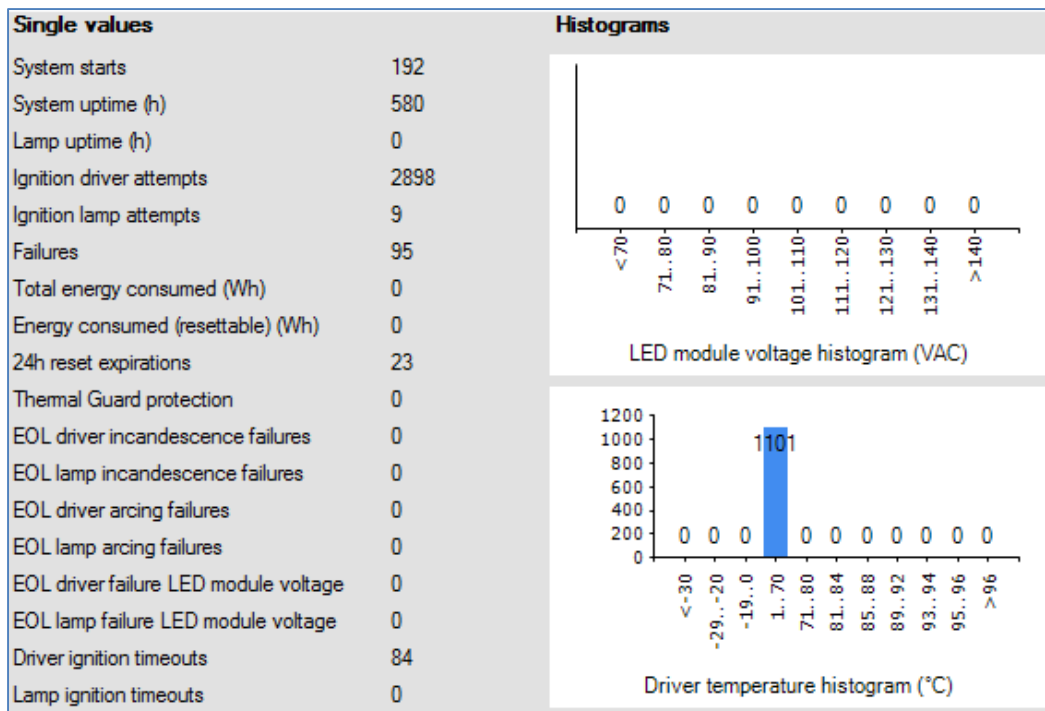 Single values
System starts 192
System uptime (h) 580
Lamp uptime (h) 0
Ignition driver attempts 2898
Ignition lamp attempts 9
Failures 95
Total energy consumed (Wh) 0
Energy consumed (resettable) (Wh) 0
24h reset expirations 23
Thermal Guard protection 0
EOL driver incandescence failures 0
EOL lamp incandescence failures 0
EOL driver arcing failures 0
EOL lamp arcing failures 0
EOL driver failure LED module voltage 0
EOL lamp failure LED module voltage 0
Driver ignition timeouts 84
Lamp ignition timeouts 0
Histograms
0 0 0 0 0 0 0 0 0
<70 71..80 81..90 91..100 101..110 111..120 121..130 131..140 >140
LED module voltage histogram (VAC)
1200
1000
800
600
400
200
0
0 0 0 1101 0 0 0 0 0 0 0
<-30 -29..-20 -19..0 1..70 71..80 81..84 85..88 89..92 93..94 95..96 >96
Driver temperature histogram (°C)